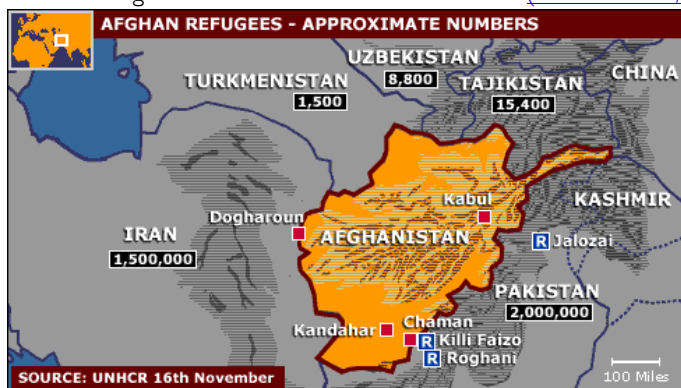 AFGHAN REFUGEES - APPROXIMATE NUMBERS
UZBEKISTAN
8,800
CHINA
TURKMENISTAN
1,500
TAJIKISTAN
15,400
KASHMIR
Kabul
Dogharoun
IRAN
1,500,000
AFGHANISTAN
R Jalozai
PAKISTAN
2,000,000
Kandahar
Chaman
R Killi Faizo
R Roghani
SOURCE: UNHCR 16th November
100 Miles